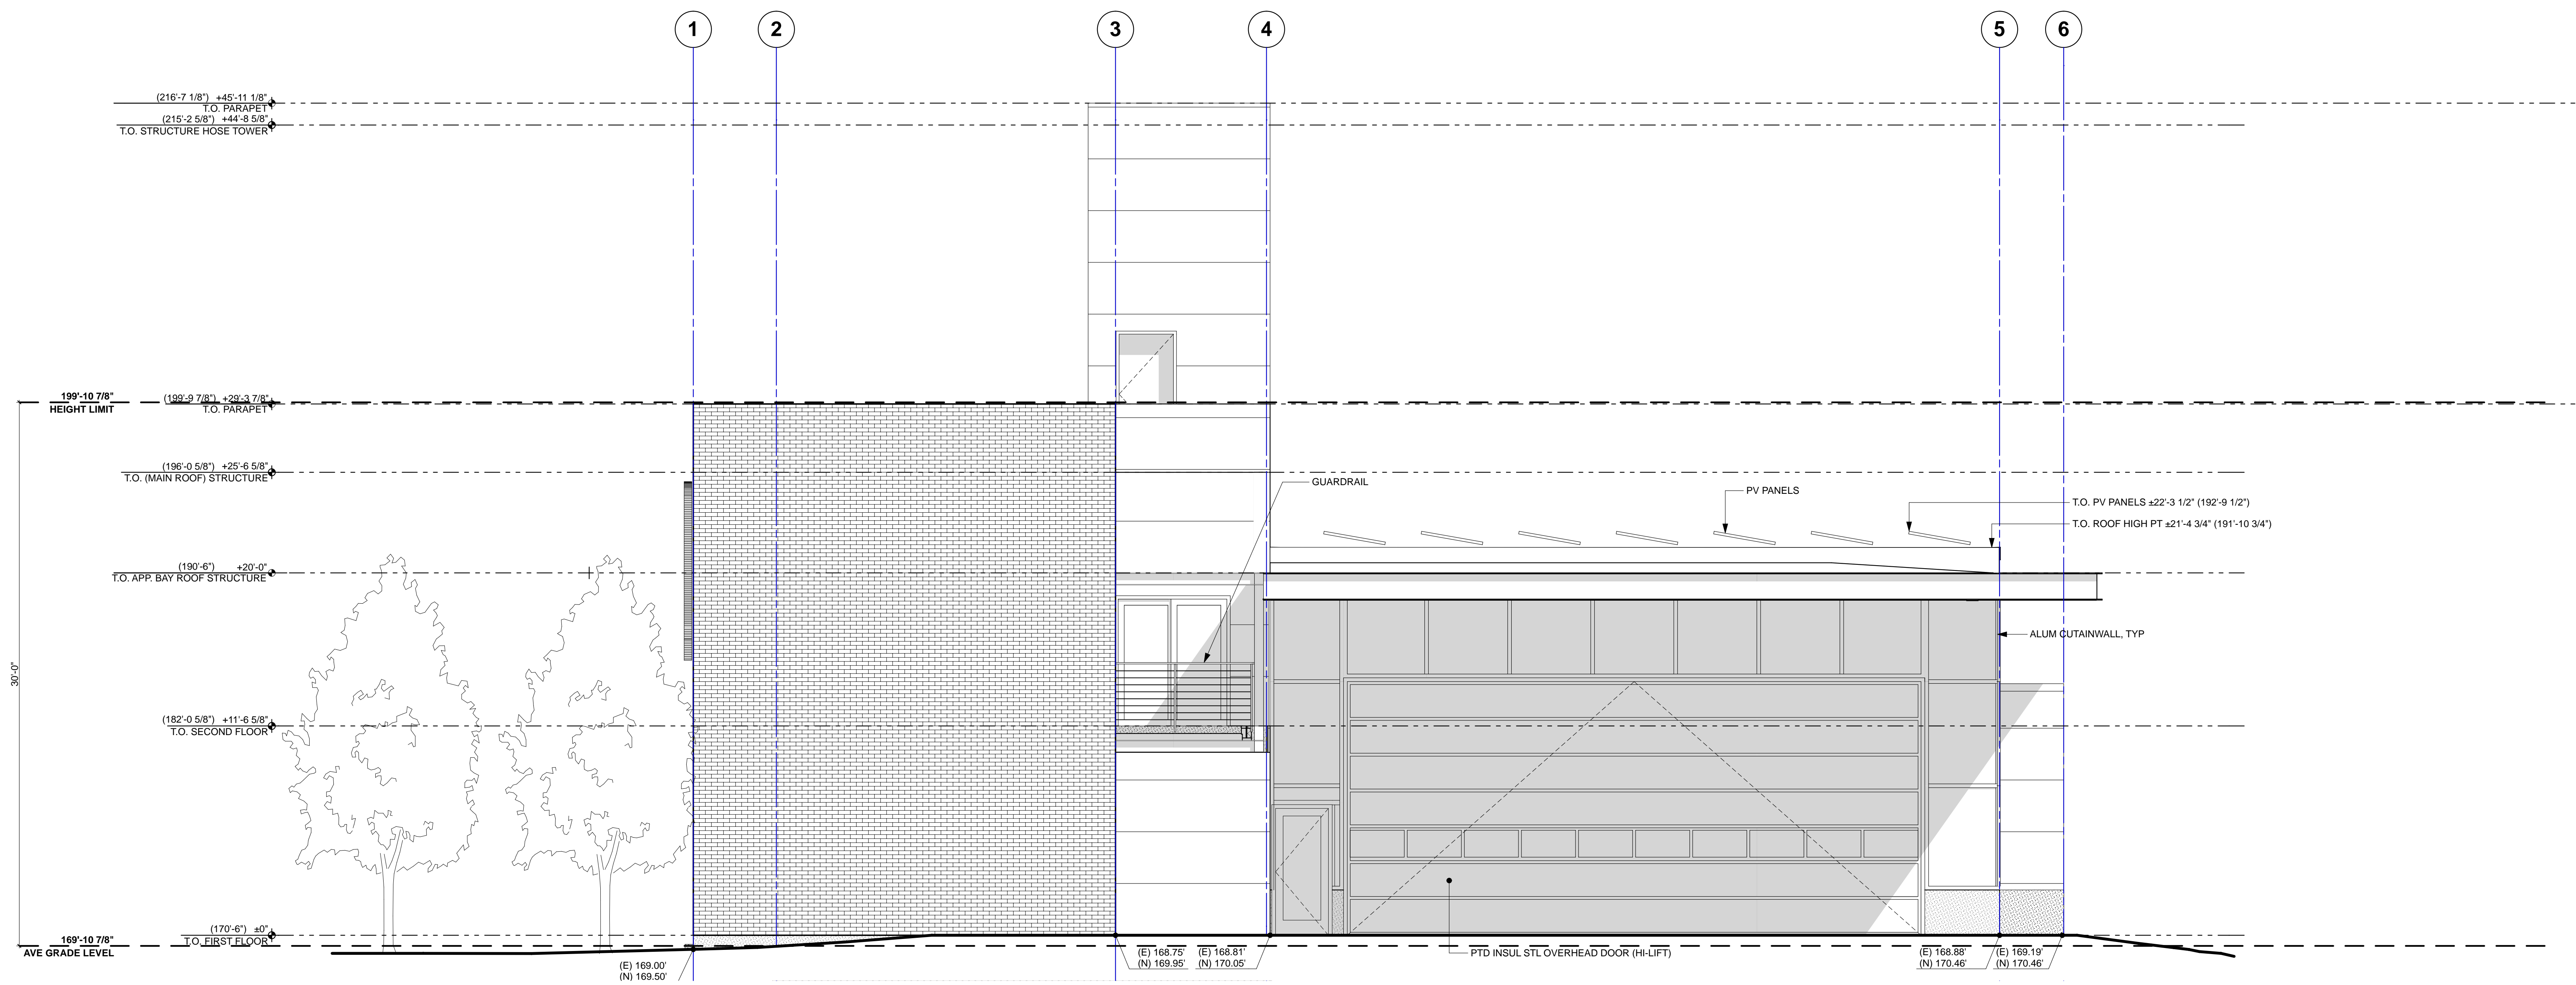 1
2
3
4
5
6
(216'-7 1/8") +45'-11 1/8"
T.O. PARAPET
(215'-2 5/8") +44'-8 5/8"
T.O. STRUCTURE HOSE TOWER
199'-10 7/8"
HEIGHT LIMIT
(199'-9 7/8") +29'-3 7/8"
T.O. PARAPET
(196'-0 5/8") +25'-6 5/8"
T.O. (MAIN ROOF) STRUCTURE
GUARDRAIL
PV PANELS
T.O. PV PANELS ±22'-3 1/2" (192'-9 1/2")
T.O. ROOF HIGH PT ±21'-4 3/4" (191'-10 3/4")
(190'-6") +20'-0"
T.O. APP. BAY ROOF STRUCTURE
ALUM CUTAINWALL, TYP
30'-0"
(182'-0 5/8") +11'-6 5/8"
T.O. SECOND FLOOR
(170'-6") ±0"
T.O. FIRST FLOOR
169'-10 7/8"
AVE GRADE LEVEL
(E) 169.00'
(N) 169.50'
(E) 168.75'
(N) 169.95'
(E) 168.81'
(N) 170.05'
PTD INSUL STL OVERHEAD DOOR (HI-LIFT)
(E) 168.88'
(N) 170.46'
(E) 169.19'
(N) 170.46'